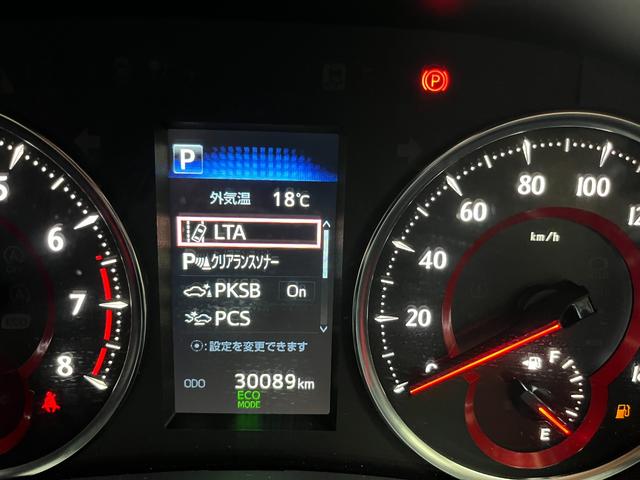 P
P
外気温 18℃
LTA
P クリアランスソナー
PKSB On
PCS
:設定を変更できます
ODO 30089km
ECO
MODE
5
6
7
8
0
20
40
60
80
100
12
km/h
F
E